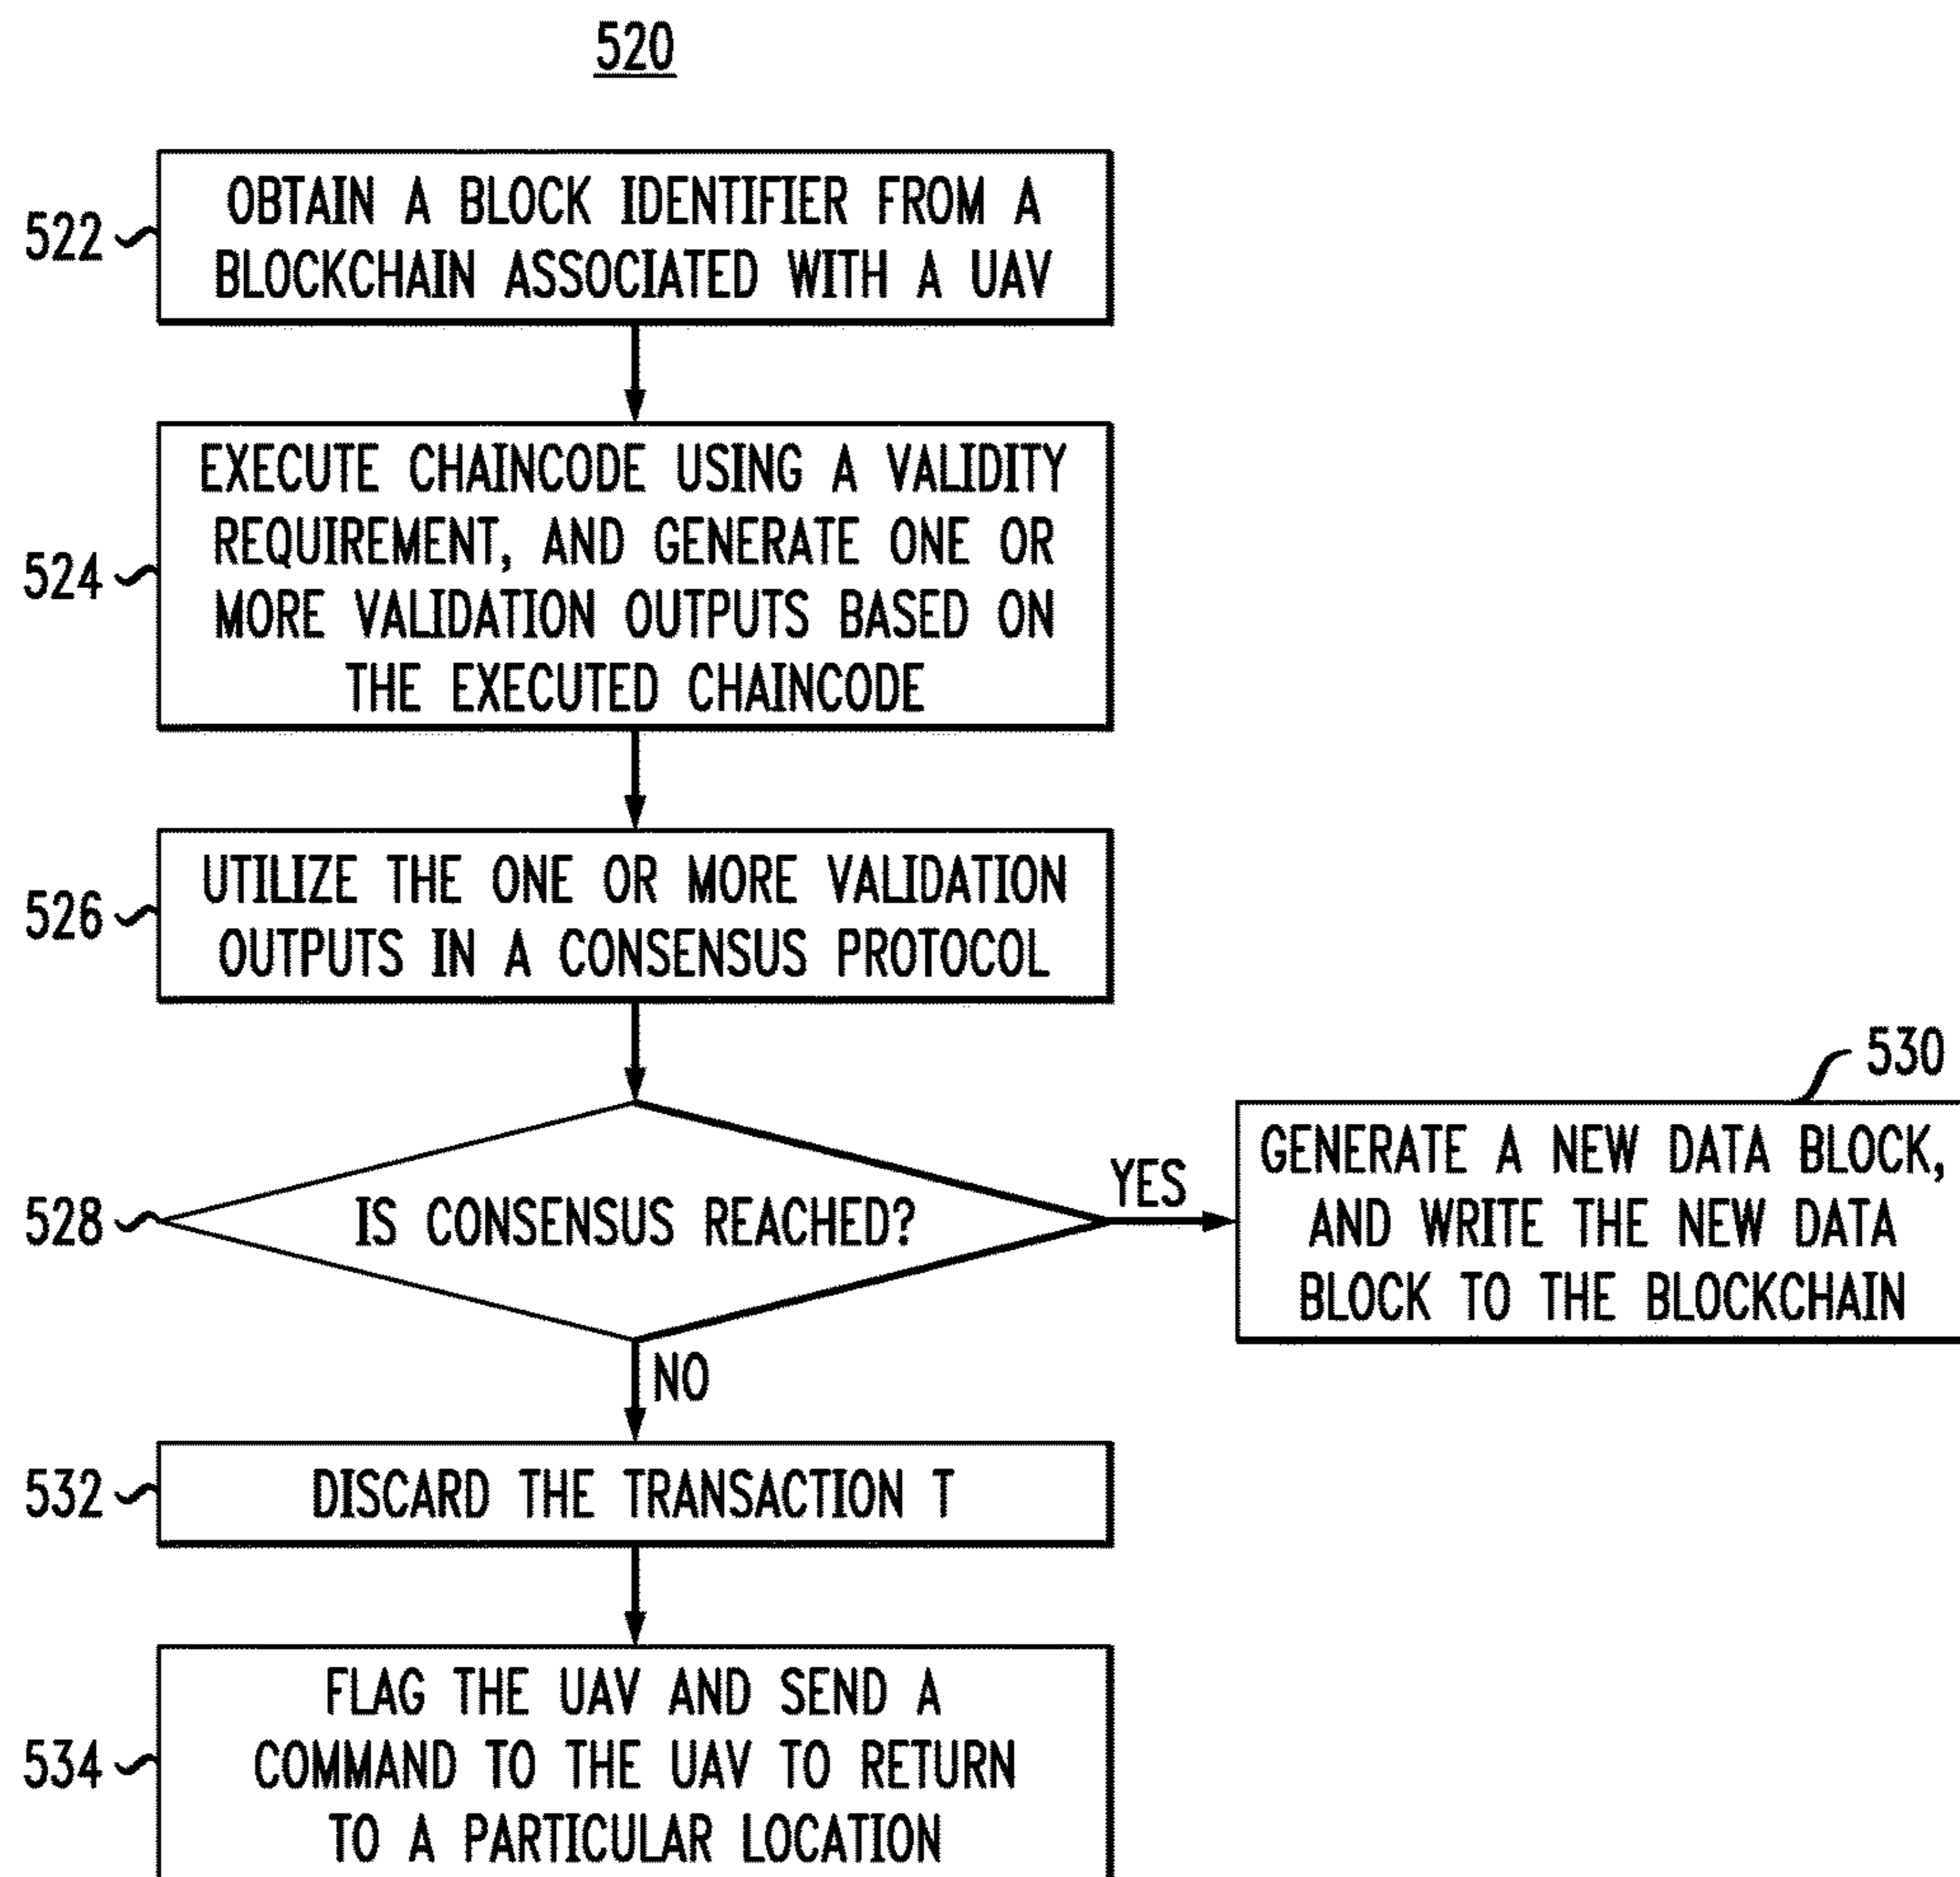 520
522
OBTAIN A BLOCK IDENTIFIER FROM A
BLOCKCHAIN ASSOCIATED WITH A UAV
524
EXECUTE CHAINCODE USING A VALIDITY
REQUIREMENT, AND GENERATE ONE OR
MORE VALIDATION OUTPUTS BASED ON
THE EXECUTED CHAINCODE
526
UTILIZE THE ONE OR MORE VALIDATION
OUTPUTS IN A CONSENSUS PROTOCOL
528
IS CONSENSUS REACHED?
YES
530
GENERATE A NEW DATA BLOCK,
AND WRITE THE NEW DATA
BLOCK TO THE BLOCKCHAIN
NO
532
DISCARD THE TRANSACTION T
534
FLAG THE UAV AND SEND A
COMMAND TO THE UAV TO RETURN
TO A PARTICULAR LOCATION